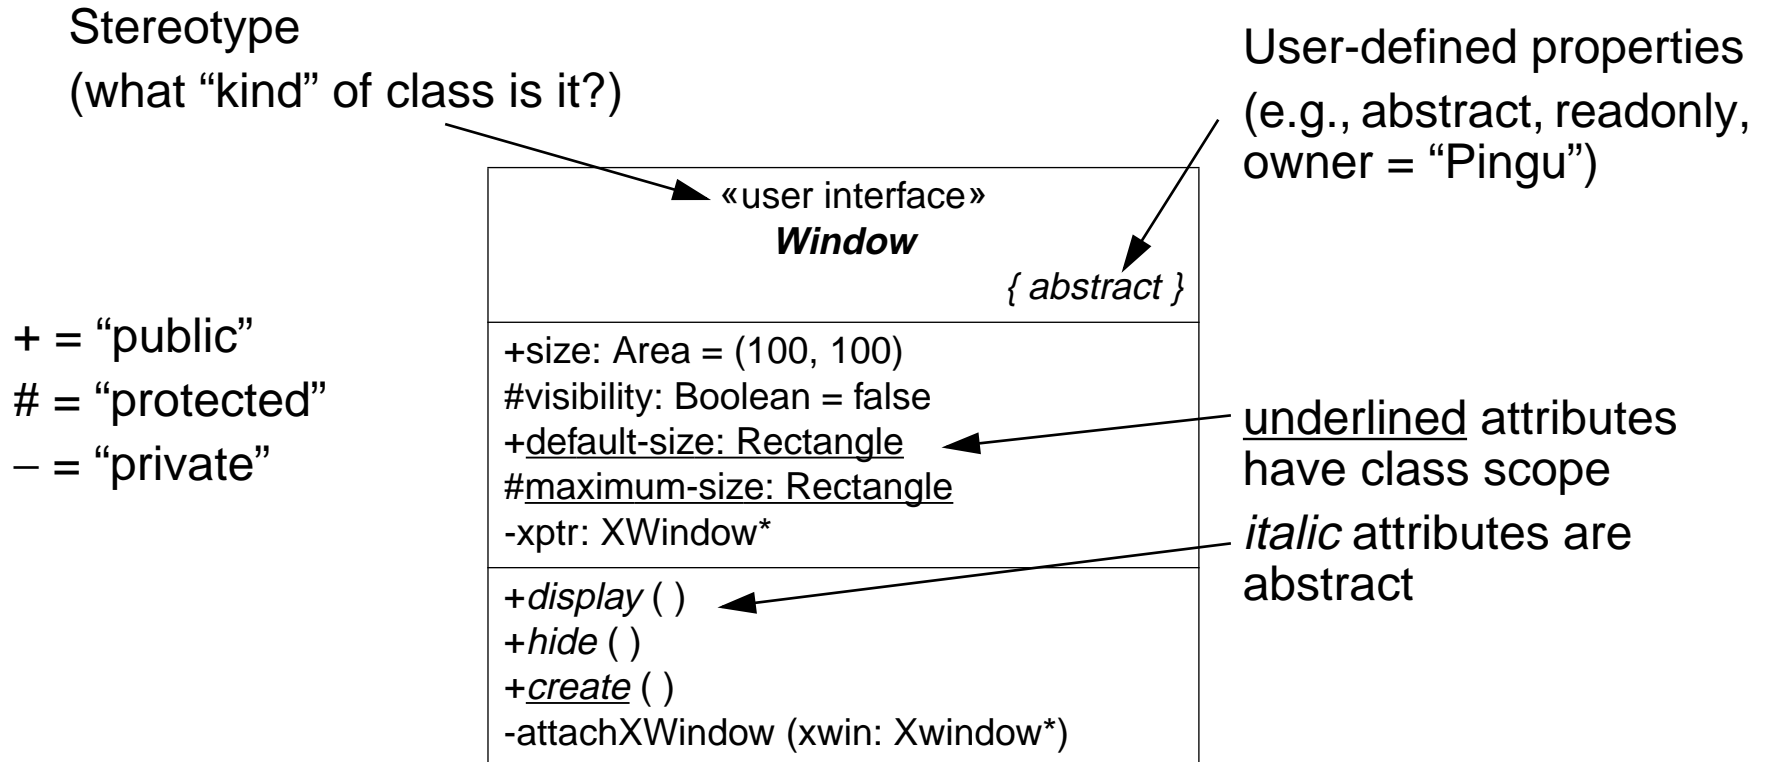 Stereotype
(what “kind” of class is it?)
User-defined properties
(e.g., abstract, readonly,
owner = “Pingu”)
«user interface»
Window
{ abstract }
+ = “public”
# = “protected”
− = “private”
+size: Area = (100, 100)
#visibility: Boolean = false
+default-size: Rectangle
#maximum-size: Rectangle
-xptr: XWindow*
underlined attributes
have class scope
italic attributes are
abstract
+display ( )
+hide ( )
+create ( )
-attachXWindow (xwin: Xwindow*)